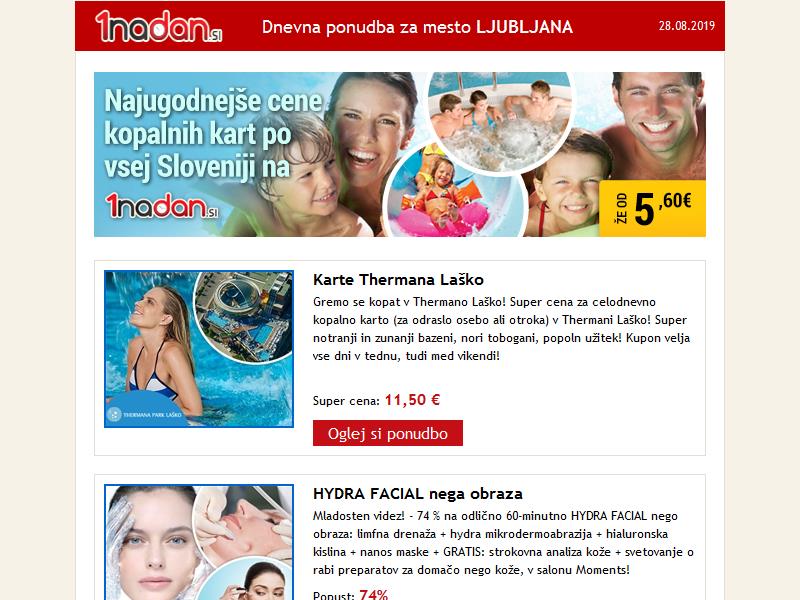 1nadan.si
Dnevna ponudba za mesto LJUBLJANA
28.08.2019
Najugodnejše cene
kopalnih kart po
vsej Sloveniji na
1nadan.si
ŽE OD 5,60€
Karte Thermana Laško
Gremo se kopat v Thermano Laško! Super cena za celodnevno
kopalno karto (za odraslo osebo ali otroka) v Thermani Laško! Super
notranji in zunanji bazeni, nori tobogani, popoln užitek! Kupon velja
vse dni v tednu, tudi med vikendi!
THERMANA PARK LAŠKO
Super cena: 11,50 €
Oglej si ponudbo
HYDRA FACIAL nega obraza
Mladosten videz! - 74 % na odlično 60-minutno HYDRA FACIAL nego
obraza: limfna drenaža + hydra mikrodermoabrazija + hialuronska
kislina + nanos maske + GRATIS: strokovna analiza kože + svetovanje o
rabi preparatov za domačo nego kože, v salonu Moments!
Popust: 74%